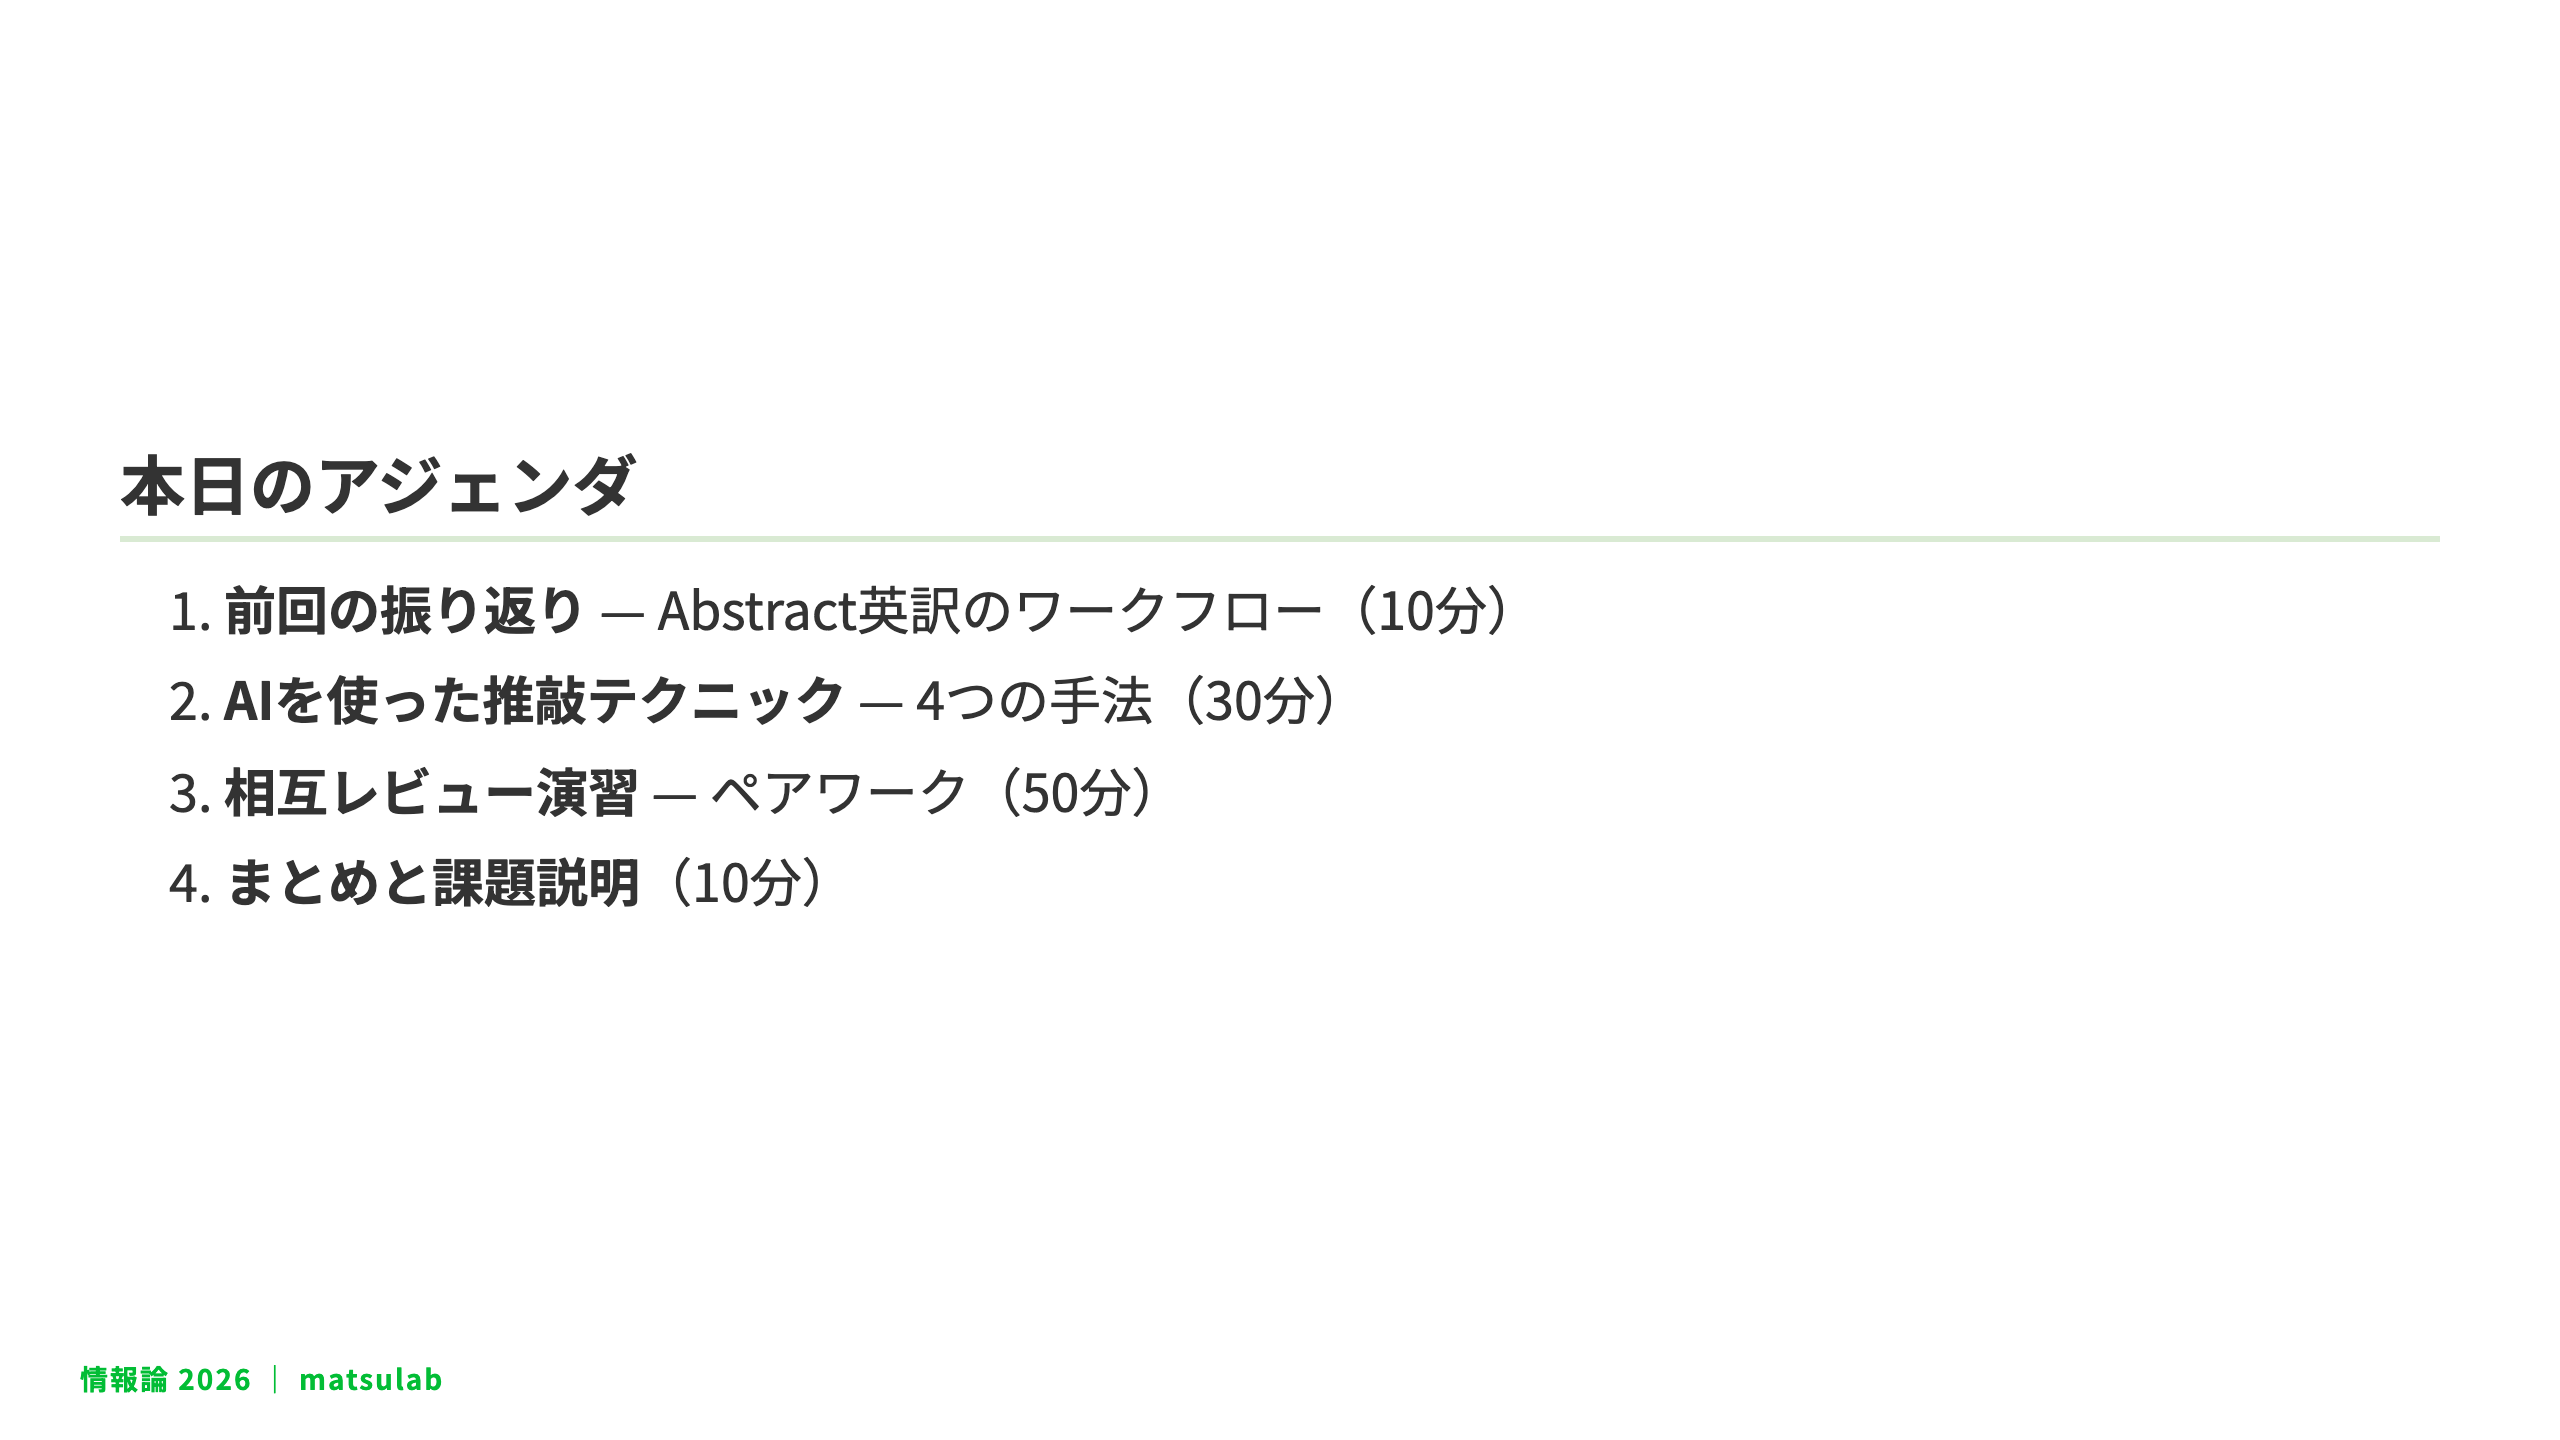 本日のアジェンダ
1. 前回の振り返り — Abstract英訳のワークフロー（10分）
2. AIを使った推敲テクニック — 4つの手法（30分）
3. 相互レビュー演習 — ペアワーク（50分）
4. まとめと課題説明（10分）
情報論 2026 ｜ matsulab